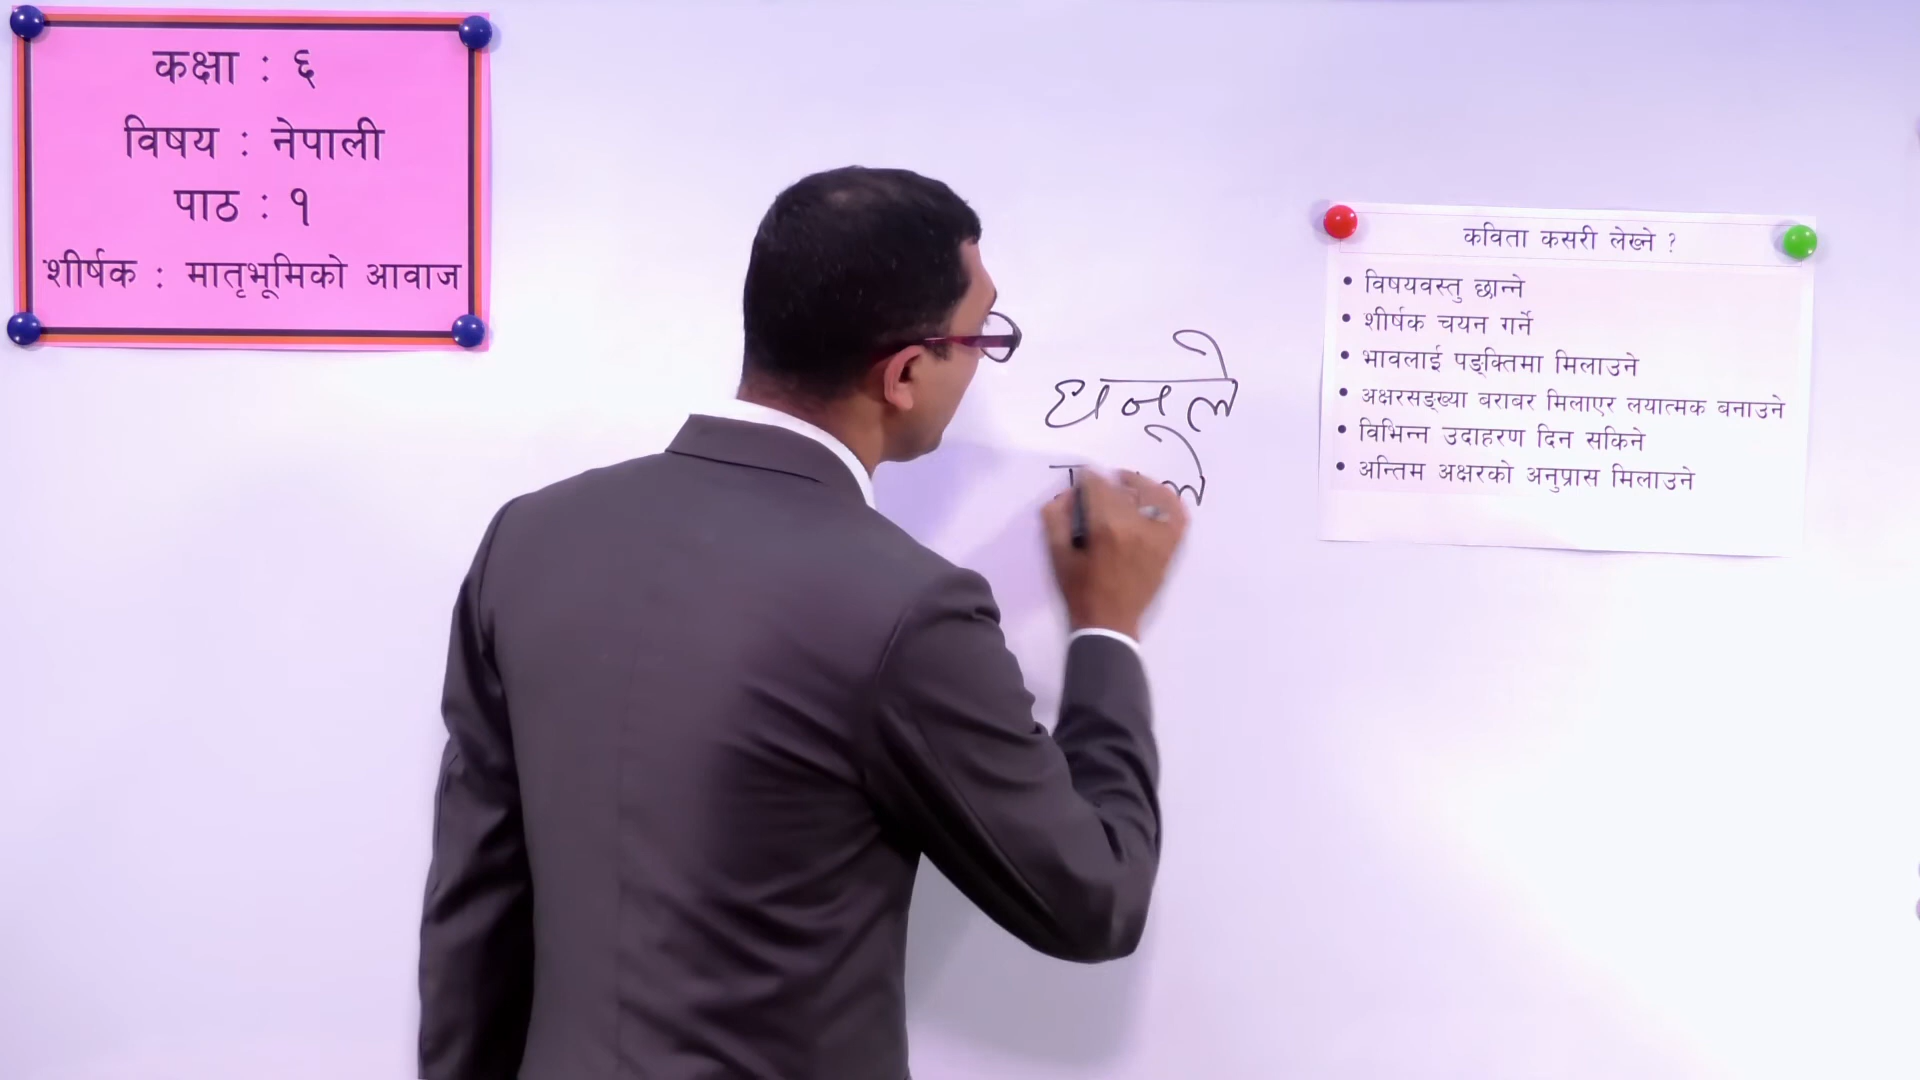 कक्षा : ६
विषय : नेपाली
पाठ : १
शीर्षक : मातृभूमिको आवाज
धनले
कविता कसरी लेख्ने ?
• विषयवस्तु छान्ने
• शीर्षक चयन गर्ने
• भावलाई पङ्क्तिमा मिलाउने
• अक्षरसङ्ख्या बराबर मिलाएर लयात्मक बनाउने
• विभिन्न उदाहरण दिन सकिने
• अन्तिम अक्षरको अनुप्रास मिलाउने